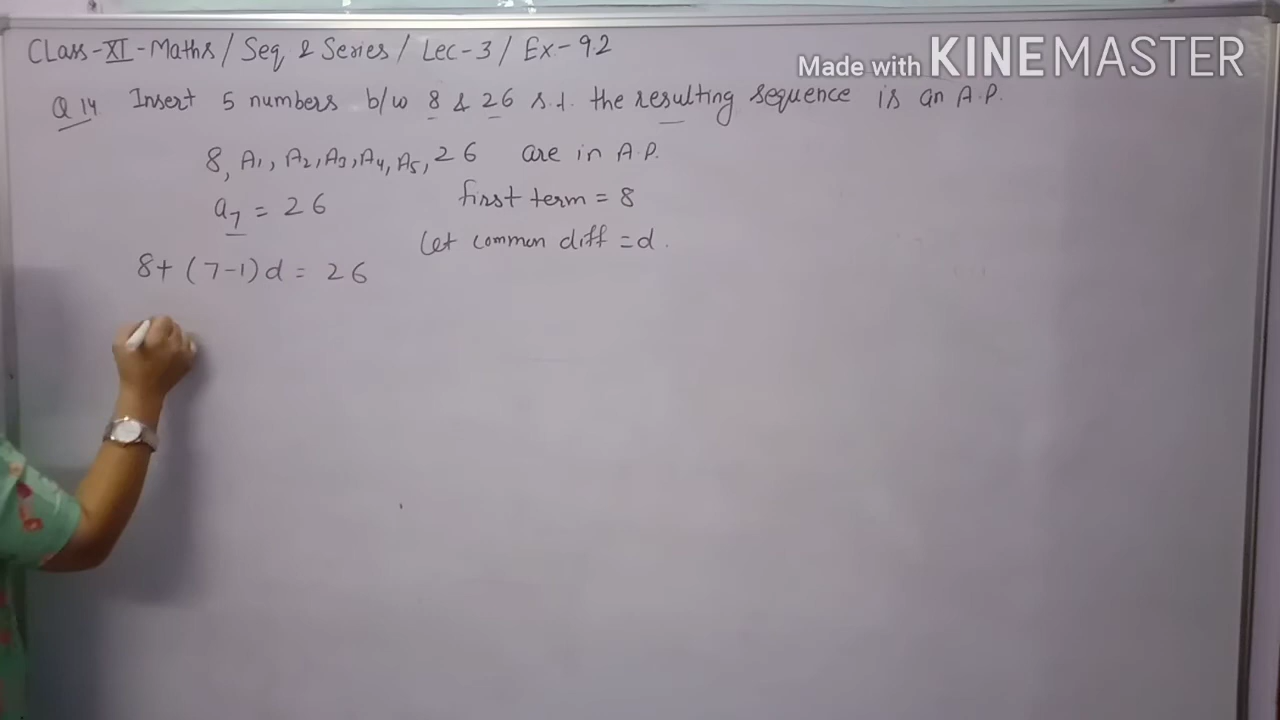 Class-XI-Maths / Seq & Series / Lec-3 / Ex-9.2
Made with KINEMASTER
Q 14. Insert 5 numbers b/w 8 & 26 s.t. the resulting sequence is an A.P.
8, A1, A2, A3, A4, A5, 26 are in A.P.
a7 = 26 first term = 8
Let common diff = d.
8+(7-1)d = 26